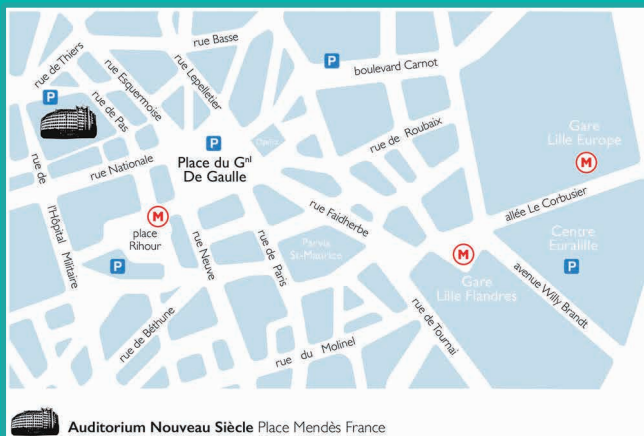 rue de Thiers
rue Esquermoise
rue Lepelletier
rue Basse
P
boulevard Carnot
P
rue de Pas
P
Place du Gnl
De Gaulle
rue de Roubaix
Gare
Lille Europe
M
rue de
l'Hôpital Militaire
rue Nationale
M
place
Rihour
P
rue Neuve
rue de Paris
rue Faidherbe
Parvis
St-Maurice
allée Le Corbusier
M
Gare
Lille Flandres
Centre
Euralille
P
avenue Willy Brandt
rue de Béthune
rue du Molinel
rue de Tournai
Auditorium Nouveau Siècle Place Mendès France